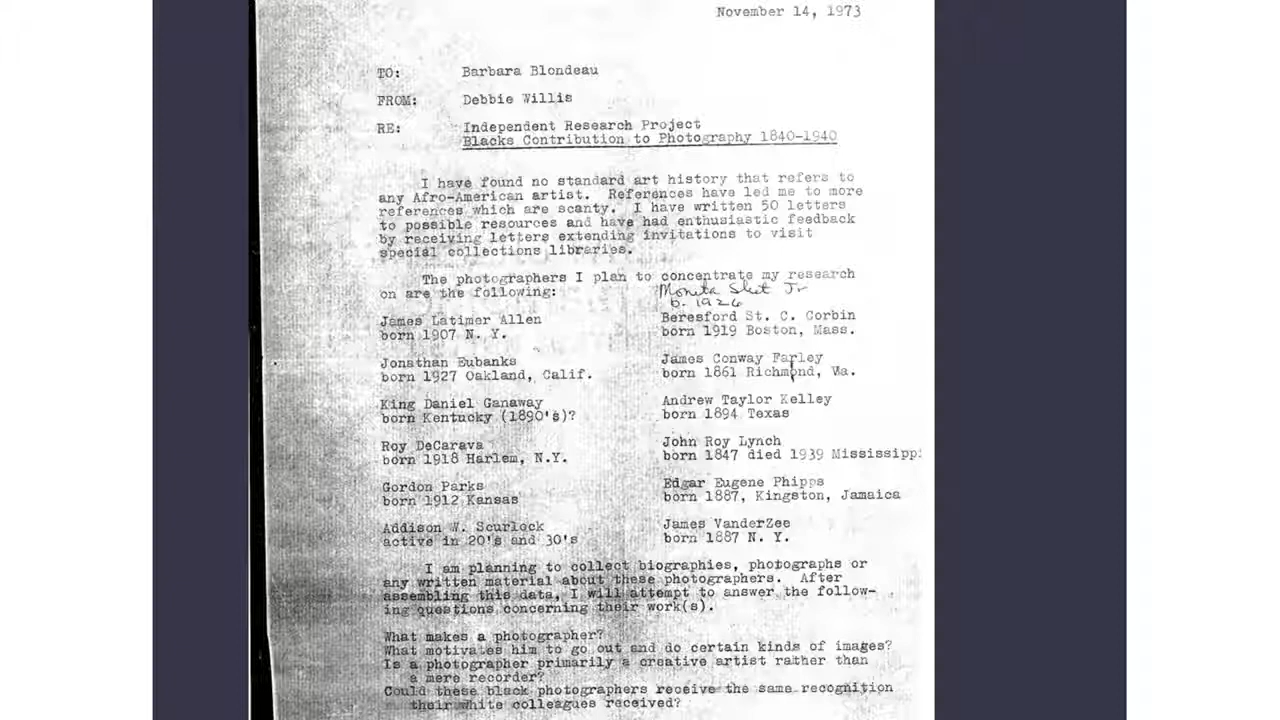 November 14, 1973
TO: Barbara Blondeau
FROM: Debbie Willis
RE: Independent Research Project
Blacks Contribution to Photography 1840-1940
I have found no standard art history that refers to
any Afro-American artist. References have led me to more
references which are scanty. I have written 50 letters
to possible resources and have had enthusiastic feedback
by receiving letters extending invitations to visit
special collections libraries.
The photographers I plan to concentrate my research
on are the following:
Moneta Sleet Jr
b. 1926
James Latimer Allen
born 1907 N. Y.
Jonathan Eubanks
born 1927 Oakland, Calif.
King Daniel Ganaway
born Kentucky (1890's)?
Roy DeCarava
born 1918 Harlem, N.Y.
Gordon Parks
born 1912 Kansas
Addison W. Scurlock
active in 20's and 30's
Beresford St. C. Corbin
born 1919 Boston, Mass.
James Conway Farley
born 1861 Richmond, Va.
Andrew Taylor Kelley
born 1894 Texas
John Roy Lynch
born 1847 died 1939 Mississippi
Edgar Eugene Phipps
born 1887, Kingston, Jamaica
James VanderZee
born 1887 N. Y.
I am planning to collect biographies, photographs or
any written material about these photographers. After
assembling this data, I will attempt to answer the follow-
ing questions concerning their work(s).
What makes a photographer?
What motivates him to go out and do certain kinds of images?
Is a photographer primarily a creative artist rather than
a mere recorder?
Could these black photographers receive the same recognition
their white colleagues received?